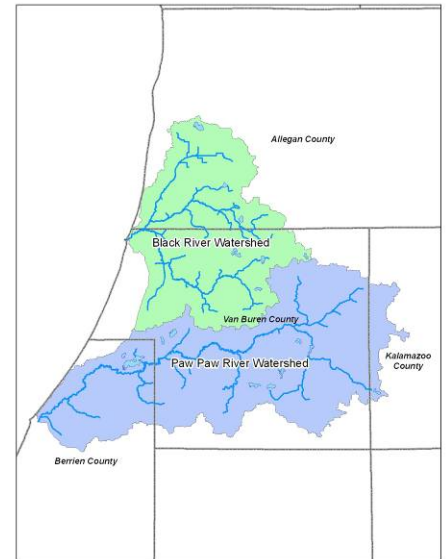 Allegan County
Black River Watershed
Van Buren County
Paw Paw River Watershed
Kalamazoo
County
Berrien County